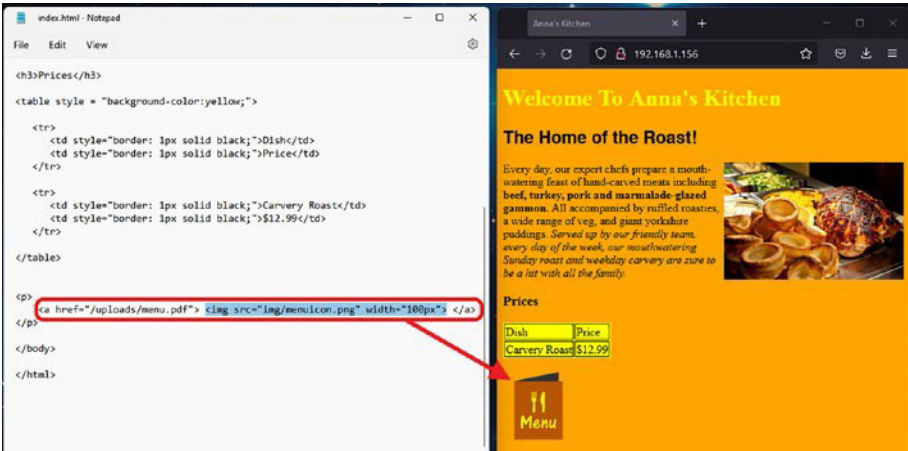 index.html - Notepad
File Edit View
<h3>Prices</h3>
<table style = "background-color:yellow;">
<tr>
<td style="border: 1px solid black;">Dish</td>
<td style="border: 1px solid black;">Price</td>
</tr>
<tr>
<td style="border: 1px solid black;">Carvery Roast</td>
<td style="border: 1px solid black;">$12.99</td>
</tr>
</table>
<p>
<a href="/uploads/menu.pdf"> <img src="img/menuicon.png" width="100px"> </a>
</p>
</body>
</html>
Anna's Kitchen
192.168.1.156
Welcome To Anna's Kitchen
The Home of the Roast!
Every day, our expert chefs prepare a mouth-
watering feast of hand-carved meats including
beef, turkey, pork and marmalade-glazed
gammon. All accompanied by ruffled roasties,
a wide range of veg, and giant yorkshire
puddings. Served up by our friendly team,
every day of the week, our mouthwatering
Sunday roast and weekday carvery are sure to
be a hit with all the family.
Prices
Dish Price
Carvery Roast $12.99
Menu